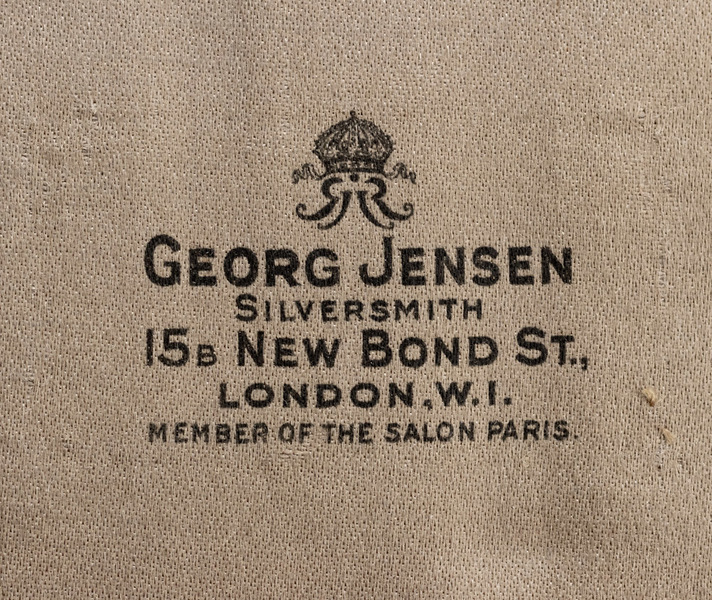 GEORG JENSEN
SILVERSMITH
15B NEW BOND ST.,
LONDON.W.I.
MEMBER OF THE SALON PARIS.